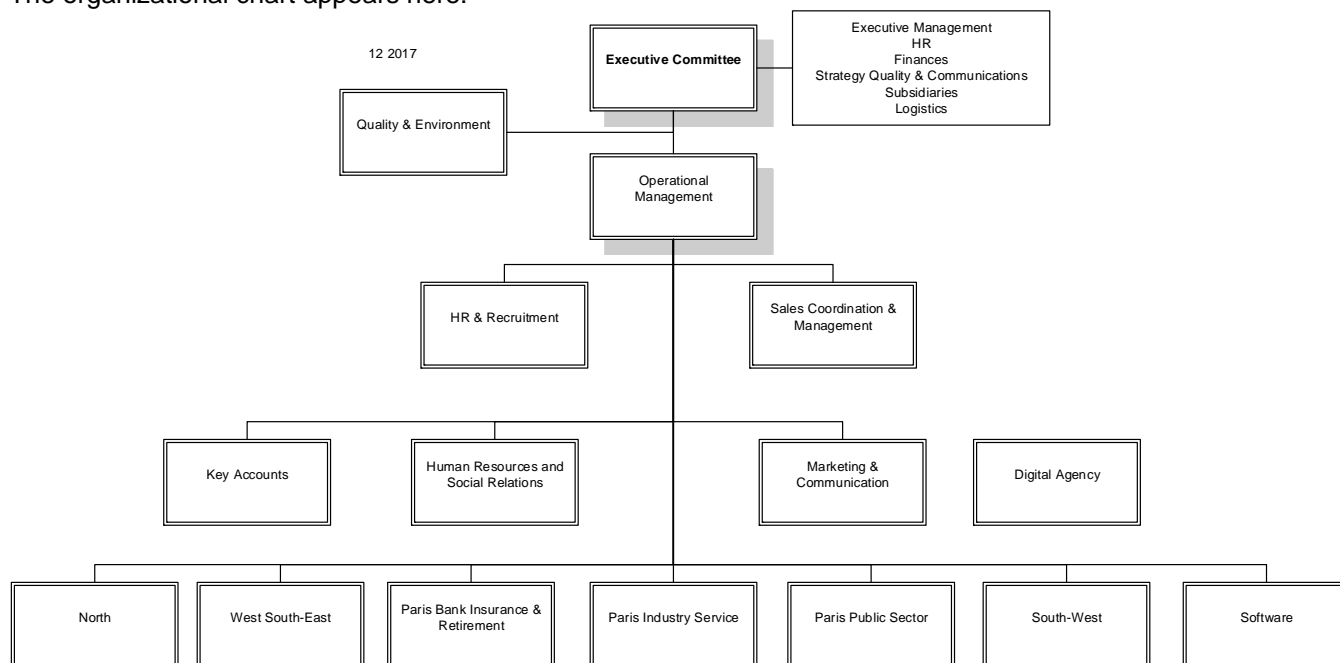 The organizational chart appears here:
12 2017
Executive Committee
Executive Management
HR
Finances
Strategy Quality & Communications
Subsidiaries
Logistics
Quality & Environment
Operational
Management
HR & Recruitment
Sales Coordination &
Management
Key Accounts
Human Resources and
Social Relations
Marketing &
Communication
Digital Agency
North
West South-East
Paris Bank Insurance &
Retirement
Paris Industry Service
Paris Public Sector
South-West
Software